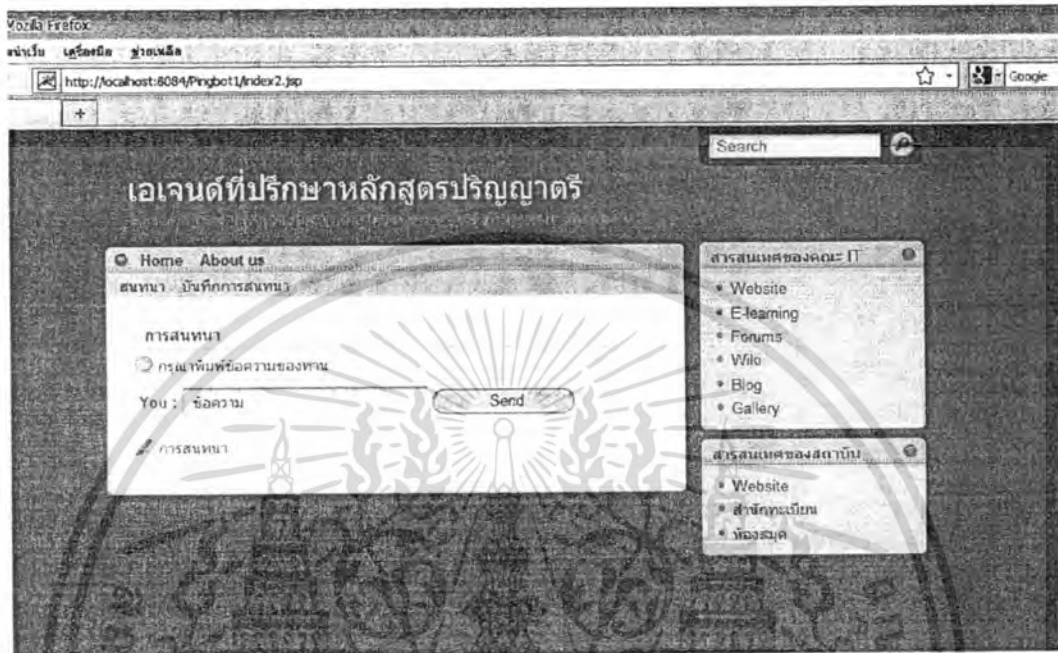 Mozilla Firefox
เครื่องมือ ช่วยเหลือ
http://localhost:8084/Pingbot1/index2.jsp
Google
+
Search
เอเจนต์ที่ปรึกษาหลักสูตรปริญญาตรี
Home About us
สนทนา บันทึกการสนทนา
การสนทนา
กรุณาพิมพ์ข้อความของท่าน
You : ข้อความ
Send
การสนทนา
สารสนเทศของคณะ IT
Website
E-learning
Forums
Blog
Gallery
สารสนเทศของสถาบัน
Website
สำนักทะเบียน
ห้องสมุด